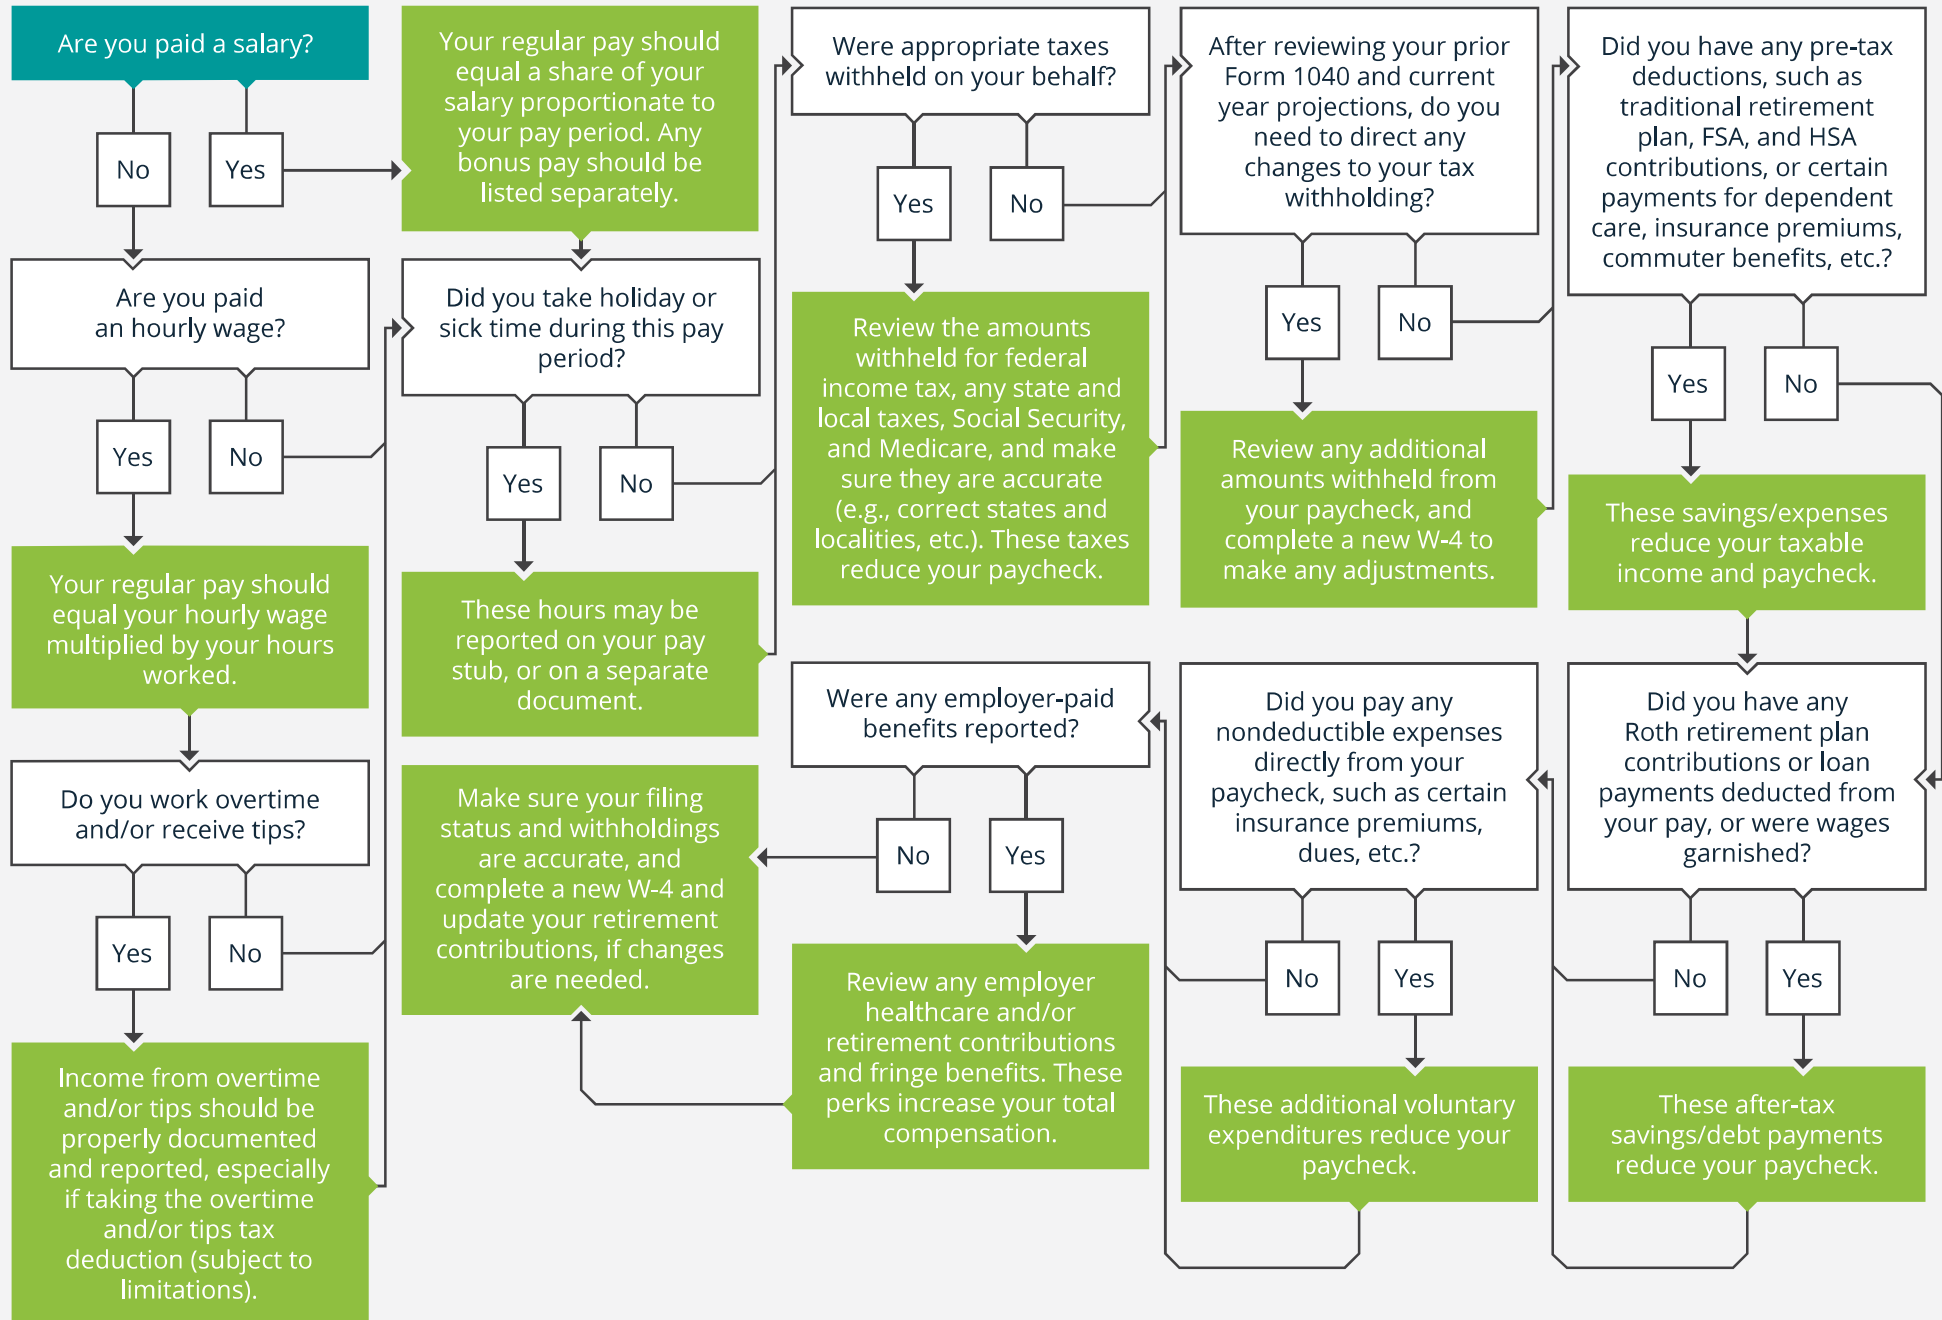 Are you paid a salary?
No
Yes
Your regular pay should
equal a share of your
salary proportionate to
your pay period. Any
bonus pay should be
listed separately.
Are you paid
an hourly wage?
Yes
No
Your regular pay should
equal your hourly wage
multiplied by your hours
worked.
Do you work overtime
and/or receive tips?
Yes
No
Income from overtime
and/or tips should be
properly documented
and reported, especially
if taking the overtime
and/or tips tax
deduction (subject to
limitations).
Did you take holiday or
sick time during this pay
period?
Yes
No
These hours may be
reported on your pay
stub, or on a separate
document.
Were appropriate taxes
withheld on your behalf?
Yes
No
Review the amounts
withheld for federal
income tax, any state and
local taxes, Social Security,
and Medicare, and make
sure they are accurate
(e.g., correct states and
localities, etc.). These taxes
reduce your paycheck.
After reviewing your prior
Form 1040 and current
year projections, do you
need to direct any
changes to your tax
withholding?
Yes
No
Review any additional
amounts withheld from
your paycheck, and
complete a new W-4 to
make any adjustments.
Did you have any pre-tax
deductions, such as
traditional retirement
plan, FSA, and HSA
contributions, or certain
payments for dependent
care, insurance premiums,
commuter benefits, etc.?
Yes
No
These savings/expenses
reduce your taxable
income and paycheck.
Did you have any
Roth retirement plan
contributions or loan
payments deducted from
your pay, or were wages
garnished?
No
Yes
These after-tax
savings/debt payments
reduce your paycheck.
Did you pay any
nondeductible expenses
directly from your
paycheck, such as certain
insurance premiums,
dues, etc.?
No
Yes
These additional voluntary
expenditures reduce your
paycheck.
Were any employer-paid
benefits reported?
No
Yes
Review any employer
healthcare and/or
retirement contributions
and fringe benefits. These
perks increase your total
compensation.
Make sure your filing
status and withholdings
are accurate, and
complete a new W-4 and
update your retirement
contributions, if changes
are needed.